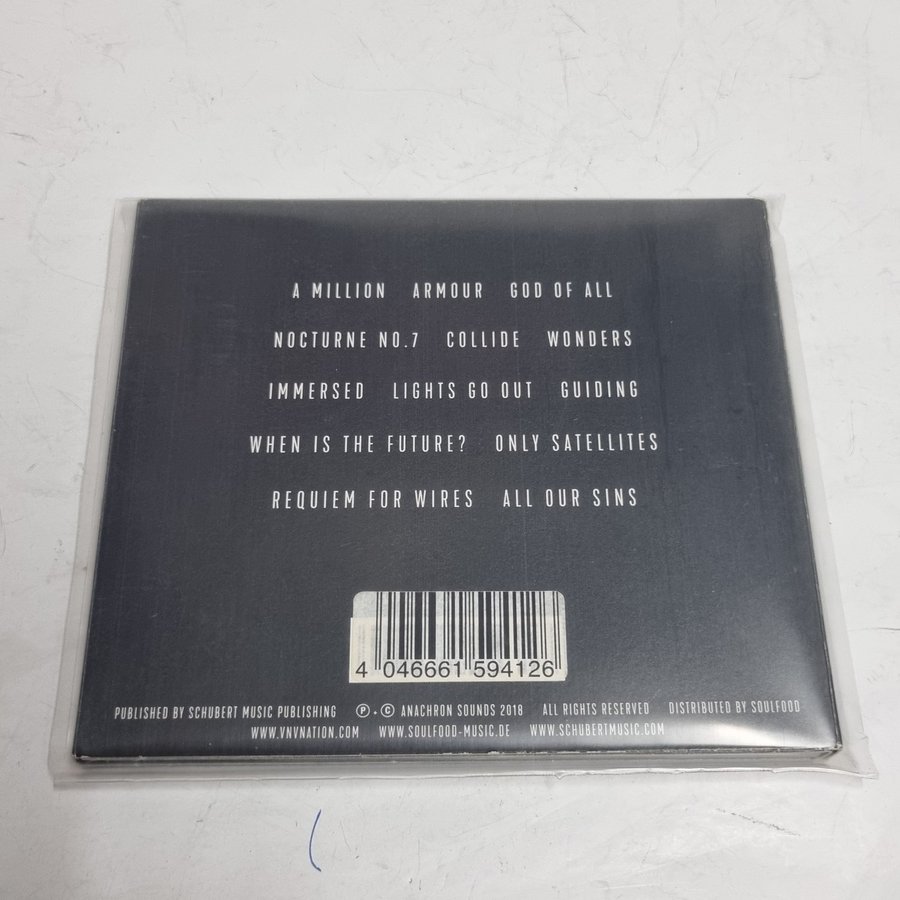 A MILLION ARMOUR GOD OF ALL
NOCTURNE NO.7 COLLIDE WONDERS
IMMERSED LIGHTS GO OUT GUIDING
WHEN IS THE FUTURE? ONLY SATELLITES
REQUIEM FOR WIRES ALL OUR SINS
4 046661 594126
PUBLISHED BY SCHUBERT MUSIC PUBLISHING ℗ + © ANACHRON SOUNDS 2018 ALL RIGHTS RESERVED DISTRIBUTED BY SOULFOOD
WWW.VNVNATION.COM WWW.SOULFOOD-MUSIC.DE WWW.SCHUBERTMUSIC.COM